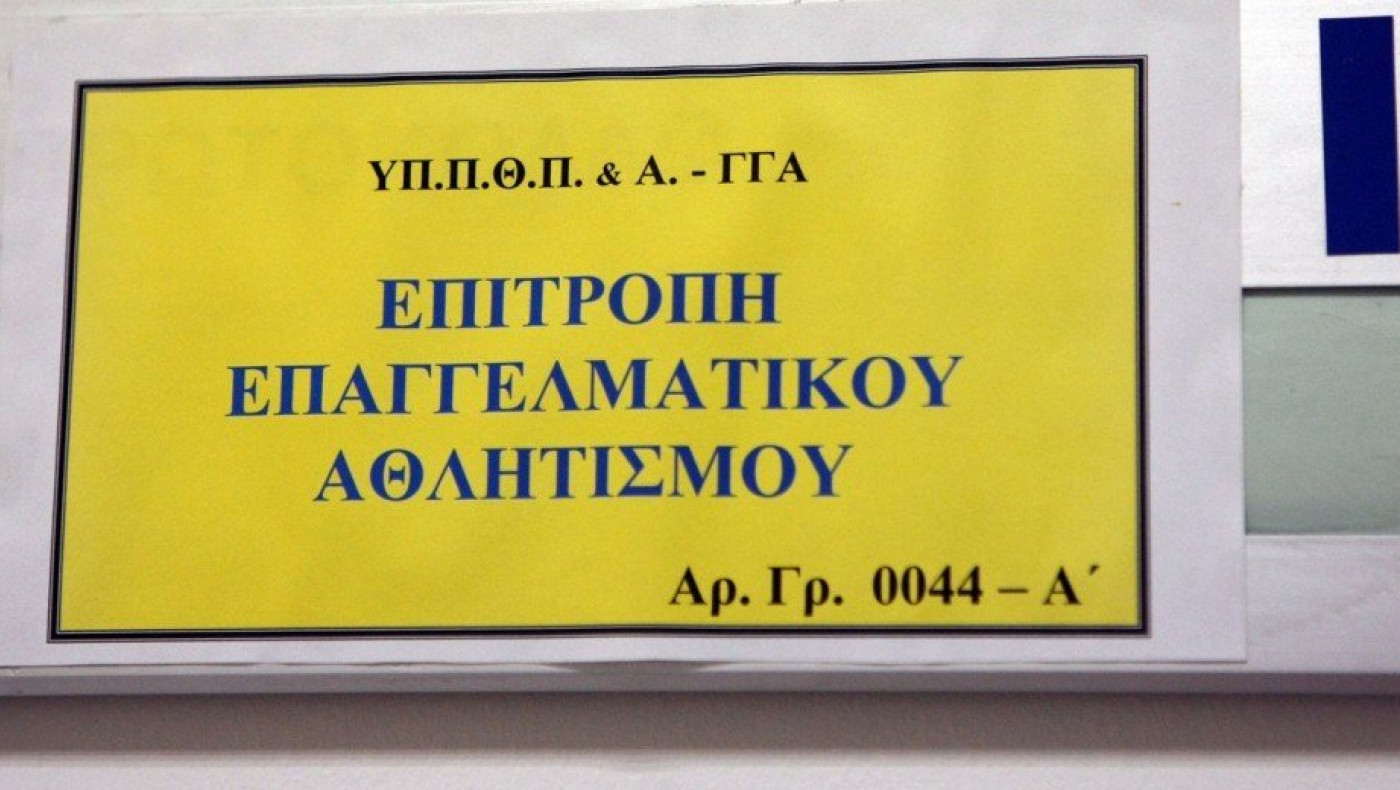 ΥΠ.Π.Θ.Π. & Α. - ΓΓΑ
ΕΠΙΤΡΟΠΗ
ΕΠΑΓΓΕΛΜΑΤΙΚΟΥ
ΑΘΛΗΤΙΣΜΟΥ
Αρ. Γρ. 0044 – Α΄